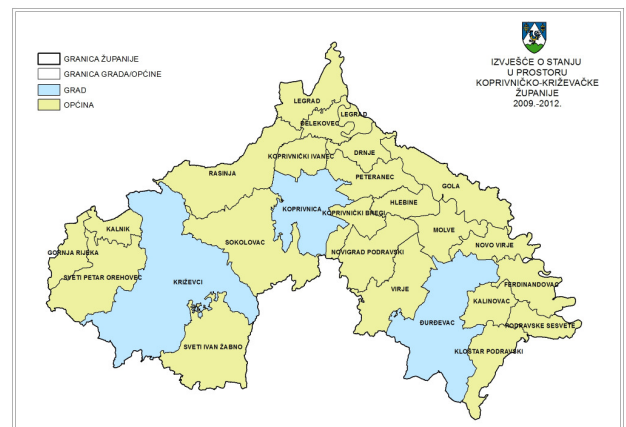 GRANICA ŽUPANIJE
GRANICA GRADA/OPĆINE
GRAD
OPĆINA
IZVJEŠĆE O STANJU
U PROSTORU
KOPRIVNIČKO-KRIŽEVAČKE
ŽUPANIJE
2009.-2012.
LEGRAD
LEGRAD
ĐELEKOVEC
DRNJE
KOPRIVNIČKI IVANEC
RASINJA
PETERANEC
GOLA
HLEBINE
KOPRIVNICA
KOPRIVNIČKI BREGI
KALNIK
MOLVE
SOKOLOVAC
NOVO VIRJE
GORNJA RIJEKA
NOVIGRAD PODRAVSKI
SVETI PETAR OREHOVEC
KRIŽEVCI
FERDINANDOVAC
VIRJE
KALINOVAC
ĐURĐEVAC
PODRAVSKE SESVETE
SVETI IVAN ŽABNO
KLOŠTAR PODRAVSKI